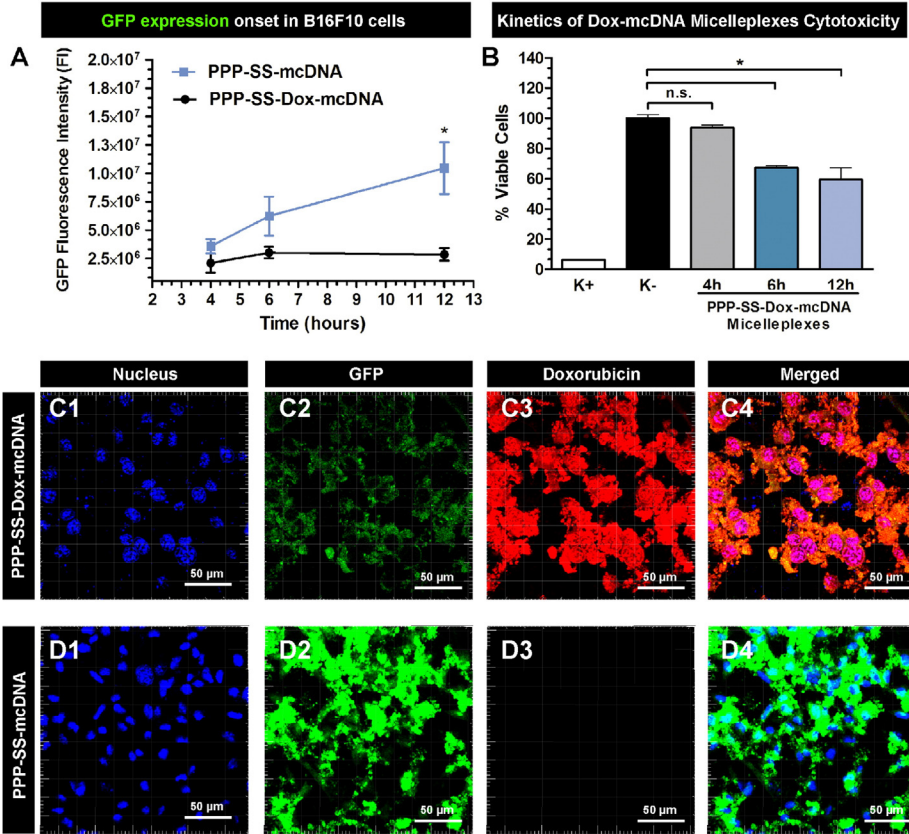 GFP expression onset in B16F10 cells
Kinetics of Dox-mcDNA Micelleplexes Cytotoxicity
A
GFP Fluorescence Intensity (FI)
2.0×10⁷
1.8×10⁷
1.5×10⁷
1.3×10⁷
1.0×10⁷
7.5×10⁶
5.0×10⁶
2.5×10⁶
PPP-SS-mcDNA
PPP-SS-Dox-mcDNA
*
2 3 4 5 6 7 8 9 10 11 12 13
Time (hours)
B
% Viable Cells
140
120
100
80
60
40
20
0
*
n.s.
K+ K- 4h 6h 12h
PPP-SS-Dox-mcDNA
Micelleplexes
Nucleus GFP Doxorubicin Merged
PPP-SS-Dox-mcDNA
C1 C2 C3 C4
50 µm 50 µm 50 µm 50 µm
PPP-SS-mcDNA
D1 D2 D3 D4
50 µm 50 µm 50 µm 50 µm